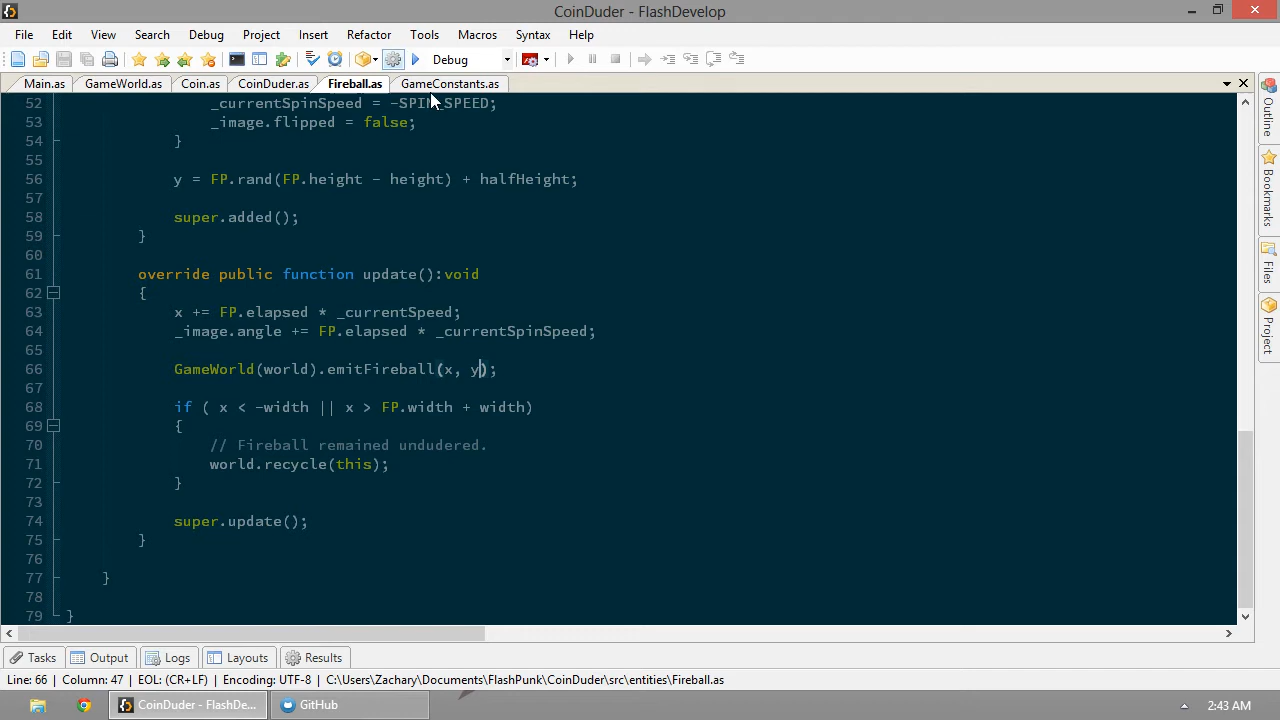 CoinDuder - FlashDevelop
File Edit View Search Debug Project Insert Refactor Tools Macros Syntax Help
Debug
Main.as GameWorld.as Coin.as CoinDuder.as Fireball.as GameConstants.as
52 _currentSpinSpeed = -SPIN_SPEED;
53 _image.flipped = false;
54 }
55
56 y = FP.rand(FP.height - height) + halfHeight;
57
58 super.added();
59 }
60
61 override public function update():void
62 {
63 x += FP.elapsed * _currentSpeed;
64 _image.angle += FP.elapsed * _currentSpinSpeed;
65
66 GameWorld(world).emitFireball(x, y);
67
68 if ( x < -width || x > FP.width + width)
69 {
70 // Fireball remained undudered.
71 world.recycle(this);
72 }
73
74 super.update();
75 }
76
77 }
78
79 }
Outline
Bookmarks
Files
Project
Tasks Output Logs Layouts Results
Line: 66 Column: 47 EOL: (CR+LF) Encoding: UTF-8 C:\Users\Zachary\Documents\FlashPunk\CoinDuder\src\entities\Fireball.as
CoinDuder - FlashDe... GitHub 2:43 AM